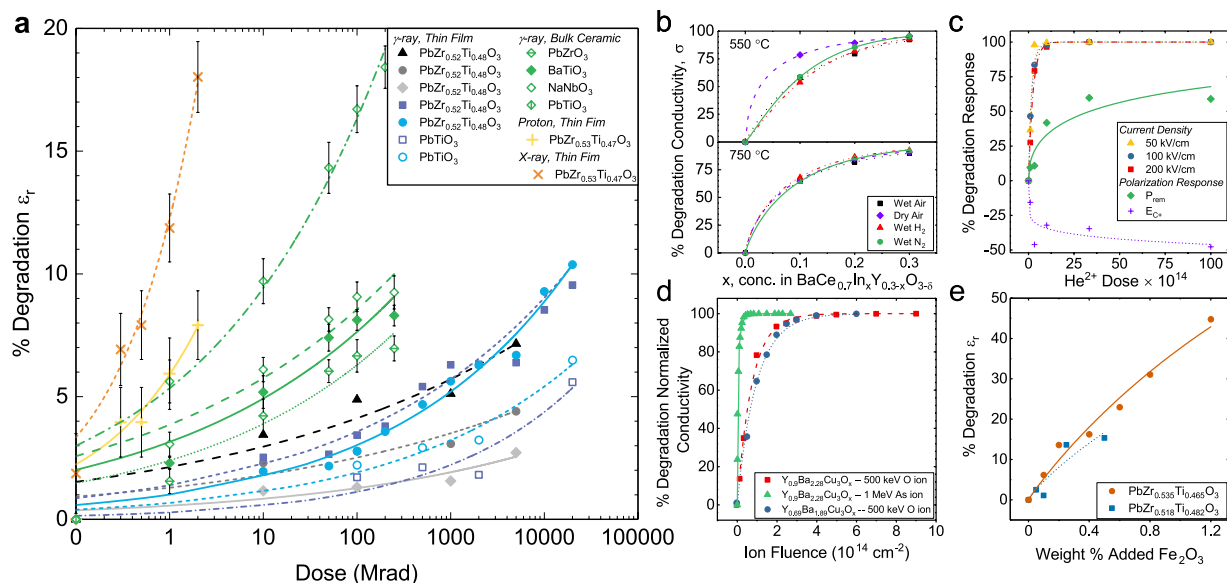 a
% Degradation εr
20
15
10
5
0
0
1
10
100
1000
10000
100000
Dose (Mrad)
γ-ray, Thin Film
PbZr0.52Ti0.48O3
PbZr0.52Ti0.48O3
PbZr0.52Ti0.48O3
PbZr0.52Ti0.48O3
PbZr0.52Ti0.48O3
PbTiO3
PbTiO3
γ-ray, Bulk Ceramic
PbZrO3
BaTiO3
NaNbO3
PbTiO3
Proton, Thin Fim
PbZr0.53Ti0.47O3
X-ray, Thin Fim
PbZr0.53Ti0.47O3
b
% Degradation Conductivity, σ
550 °C
75
50
25
0
750 °C
75
50
25
0
0.0 0.1 0.2 0.3
Wet Air
Dry Air
Wet H2
Wet N2
x, conc. in BaCe0.7InxY0.3-xO3-δ
c
% Degradation Response
100
50
0
-25
-50
0 20 40 60 80 100
Current Density
50 kV/cm
100 kV/cm
200 kV/cm
Polarization Response
Prem
EC+
He2+ Dose × 1014
d
% Degradation Normalized
Conductivity
100
80
60
40
20
0
0 2 4 6 8 10
Y0.9Ba2.28Cu3Ox – 500 keV O ion
Y0.9Ba2.28Cu3Ox – 1 MeV As ion
Y0.69Ba1.89Cu3Ox -- 500 keV O ion
Ion Fluence (1014 cm-2)
e
% Degradation εr
50
40
30
20
10
0
0.0 0.4 0.8 1.2
PbZr0.535Ti0.465O3
PbZr0.518Ti0.482O3
Weight % Added Fe2O3